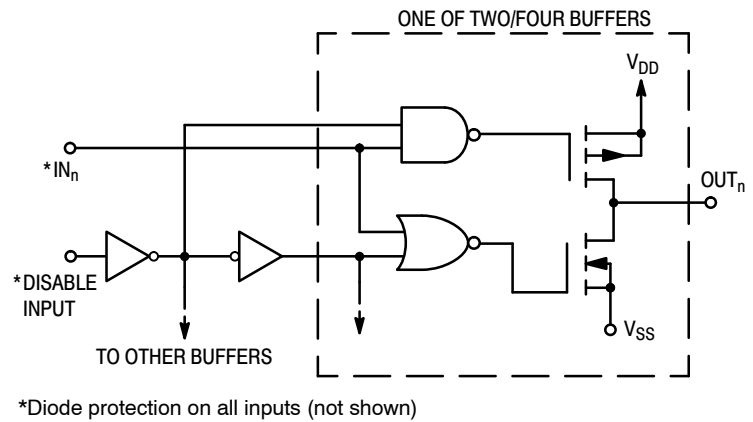 ONE OF TWO/FOUR BUFFERS
VDD
*INn
OUTn
*DISABLE
INPUT
VSS
TO OTHER BUFFERS
*Diode protection on all inputs (not shown)